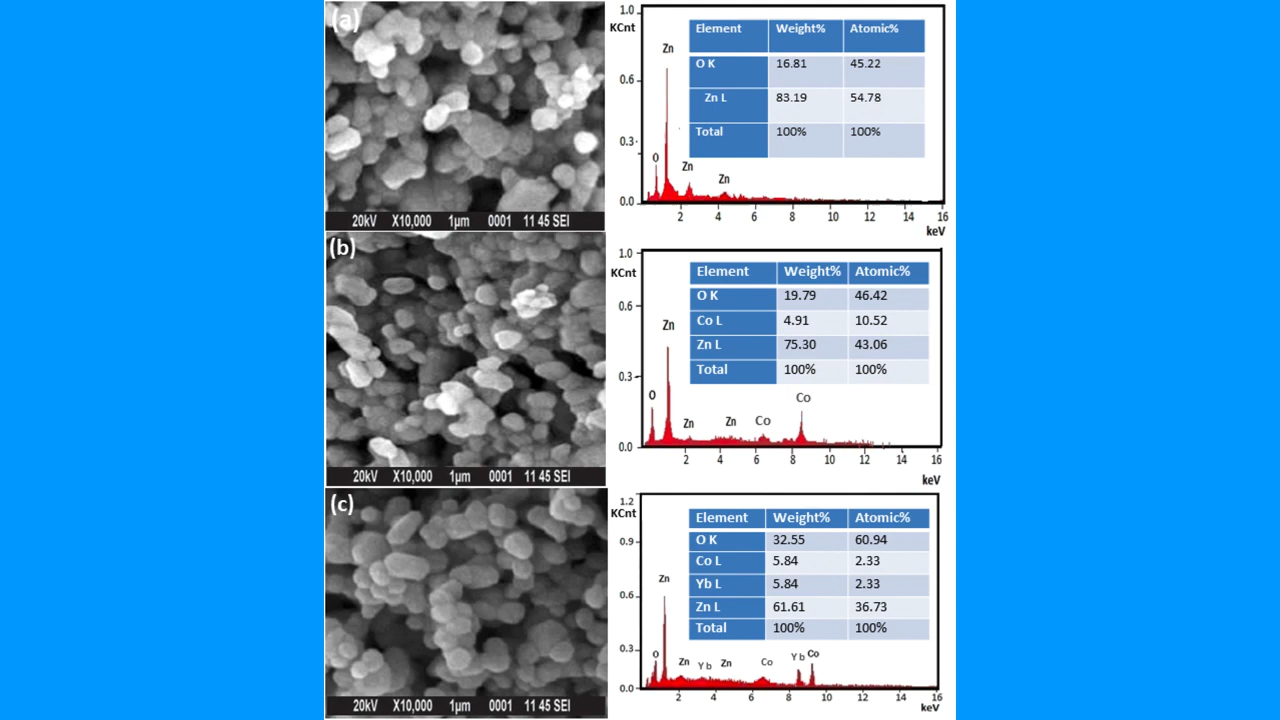 (a)
20kV X10,000 1µm 0001 11 45 SEI
1.0
KCnt
0.6
0.3
0.0
Zn
O
Zn
Zn
Element Weight% Atomic%
O K 16.81 45.22
Zn L 83.19 54.78
Total 100% 100%
2 4 6 8 10 12 14 16
keV
(b)
20kV X10,000 1µm 0001 11 45 SEI
1.0
KCnt
0.6
0.3
0.0
Zn
O
Zn
Zn
Co
Co
Element Weight% Atomic%
O K 19.79 46.42
Co L 4.91 10.52
Zn L 75.30 43.06
Total 100% 100%
2 4 6 8 10 12 14 16
keV
(c)
20kV X10,000 1µm 0001 11 45 SEI
1.2
KCnt
0.9
0.6
0.3
0.0
Zn
O
Zn
Yb
Zn
Co
Yb
Co
Element Weight% Atomic%
O K 32.55 60.94
Co L 5.84 2.33
Yb L 5.84 2.33
Zn L 61.61 36.73
Total 100% 100%
2 4 6 8 10 12 14 16
keV